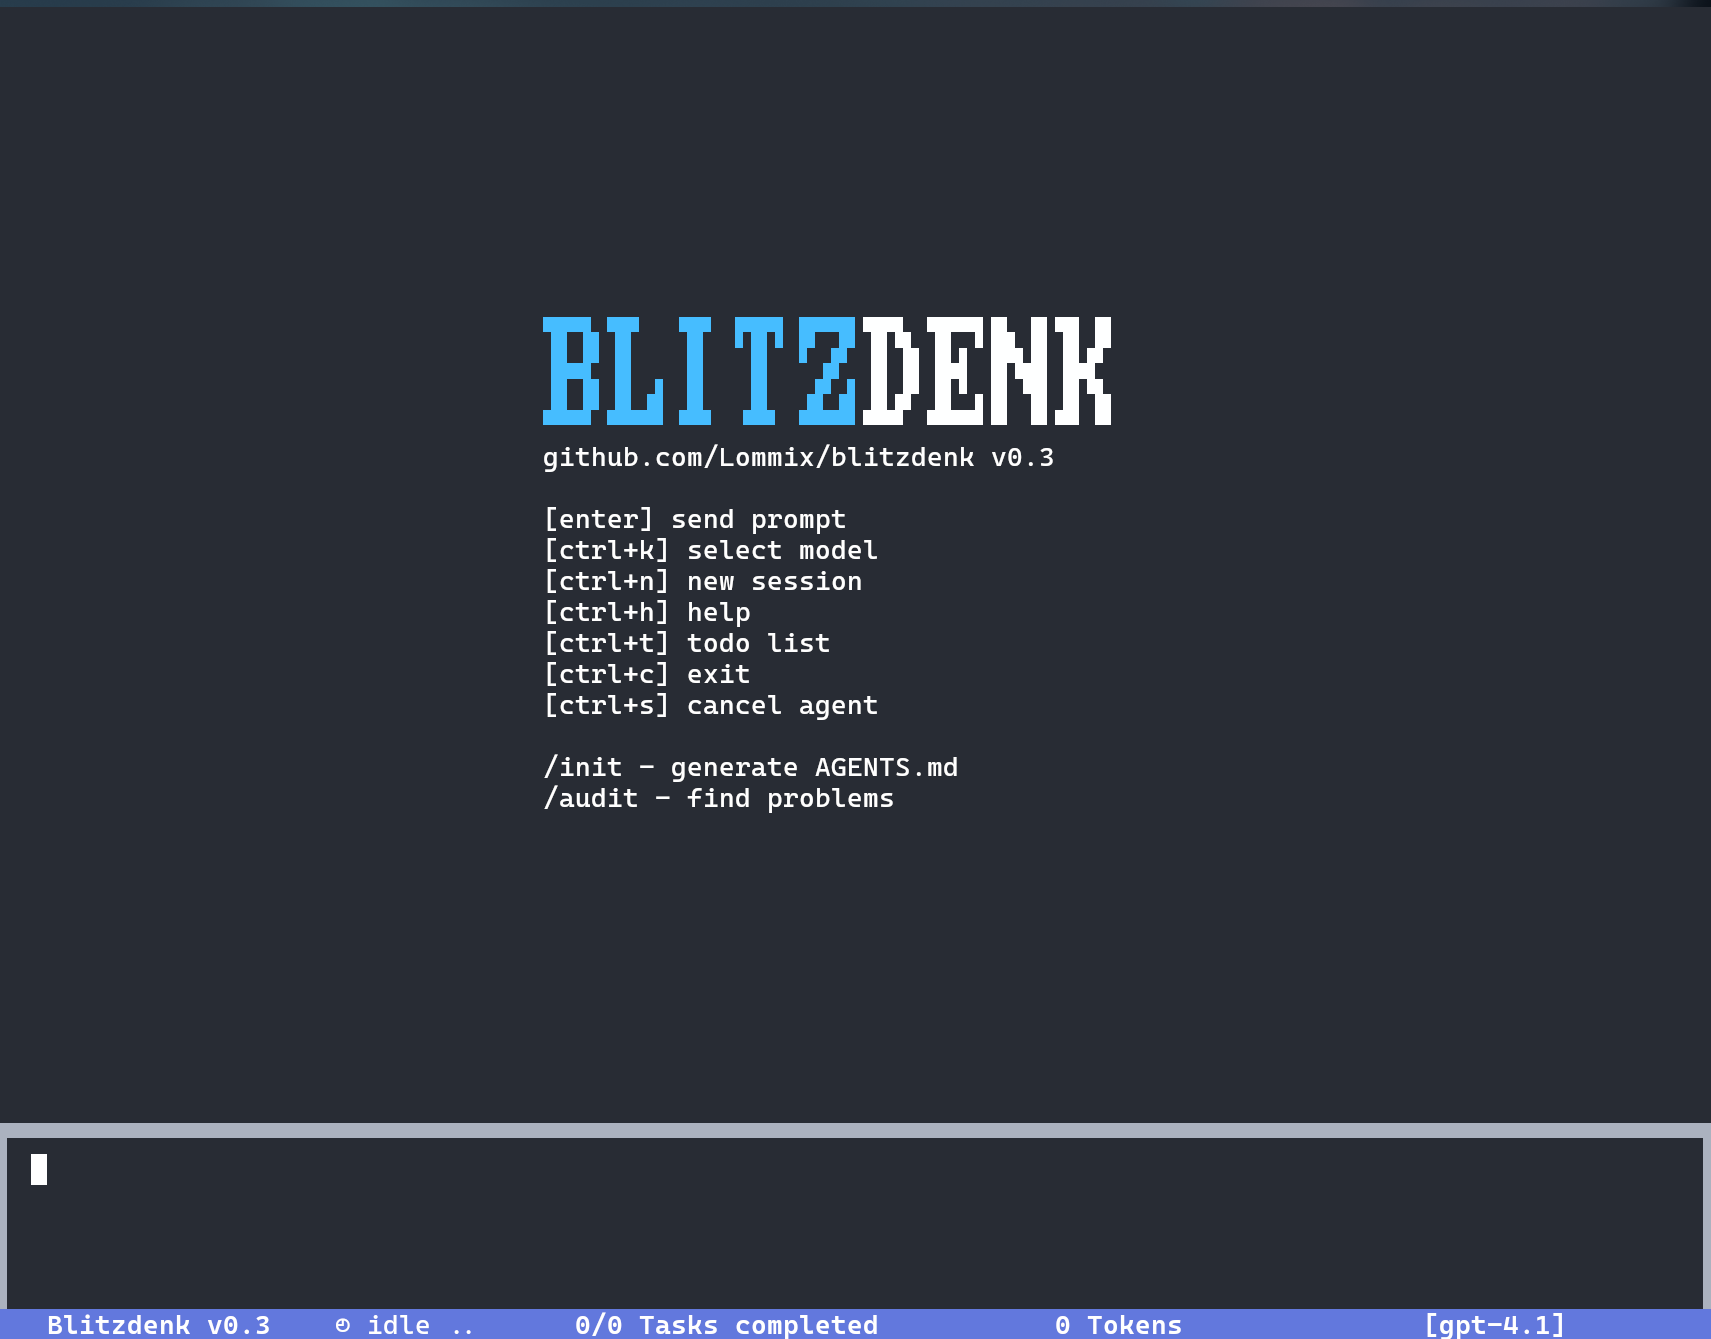 BLITZDENK
github.com/Lommix/blitzdenk v0.3
[enter] send prompt
[ctrl+k] select model
[ctrl+n] new session
[ctrl+h] help
[ctrl+t] todo list
[ctrl+c] exit
[ctrl+s] cancel agent
/init - generate AGENTS.md
/audit - find problems
Blitzdenk v0.3 ◴ idle .. 0/0 Tasks completed 0 Tokens [gpt-4.1]